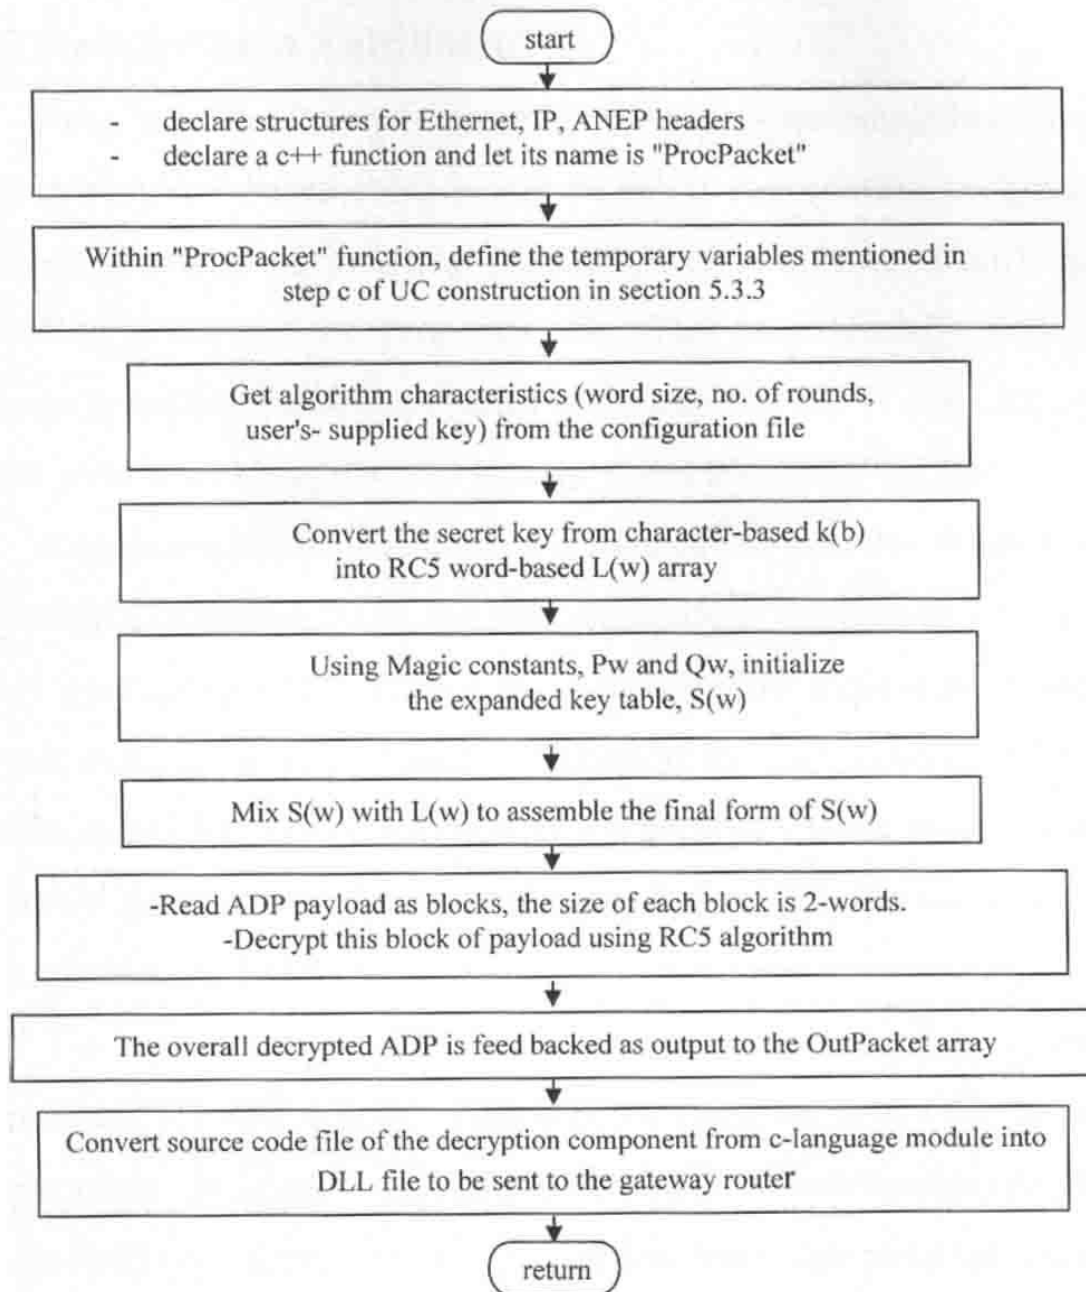 start
- declare structures for Ethernet, IP, ANEP headers
- declare a c++ function and let its name is "ProcPacket"
Within "ProcPacket" function, define the temporary variables mentioned in
step c of UC construction in section 5.3.3
Get algorithm characteristics (word size, no. of rounds,
user's- supplied key) from the configuration file
Convert the secret key from character-based k(b)
into RC5 word-based L(w) array
Using Magic constants, Pw and Qw, initialize
the expanded key table, S(w)
Mix S(w) with L(w) to assemble the final form of S(w)
-Read ADP payload as blocks, the size of each block is 2-words.
-Decrypt this block of payload using RC5 algorithm
The overall decrypted ADP is feed backed as output to the OutPacket array
Convert source code file of the decryption component from c-language module into
DLL file to be sent to the gateway router
return